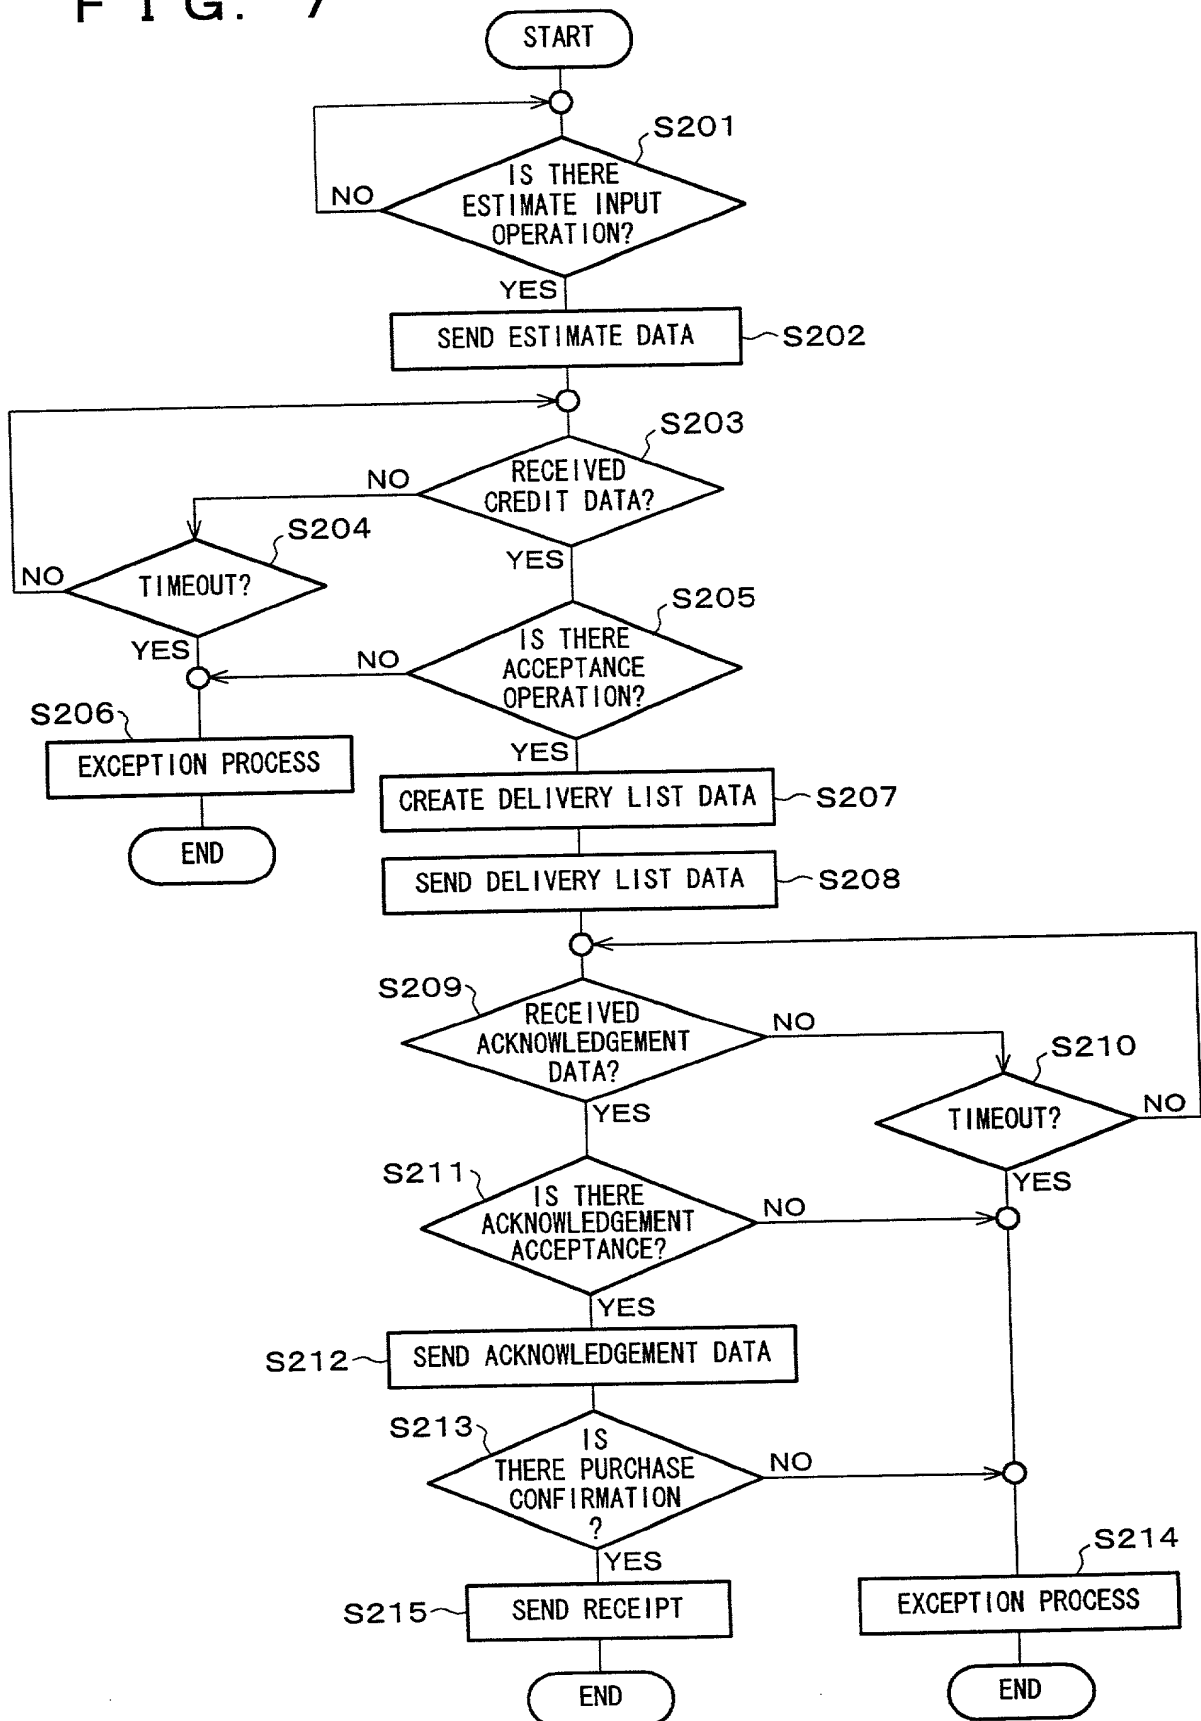 FIG. 7
START
S201
IS THERE
ESTIMATE INPUT
OPERATION?
NO
YES
SEND ESTIMATE DATA
S202
S203
RECEIVED
CREDIT DATA?
NO
YES
S204
TIMEOUT?
NO
YES
S205
IS THERE
ACCEPTANCE
OPERATION?
NO
YES
S206
EXCEPTION PROCESS
END
CREATE DELIVERY LIST DATA
S207
SEND DELIVERY LIST DATA
S208
S209
RECEIVED
ACKNOWLEDGEMENT
DATA?
NO
YES
S210
TIMEOUT?
NO
YES
S211
IS THERE
ACKNOWLEDGEMENT
ACCEPTANCE?
NO
YES
S212
SEND ACKNOWLEDGEMENT DATA
S213
IS
THERE PURCHASE
CONFIRMATION
?
NO
YES
S214
EXCEPTION PROCESS
END
S215
SEND RECEIPT
END